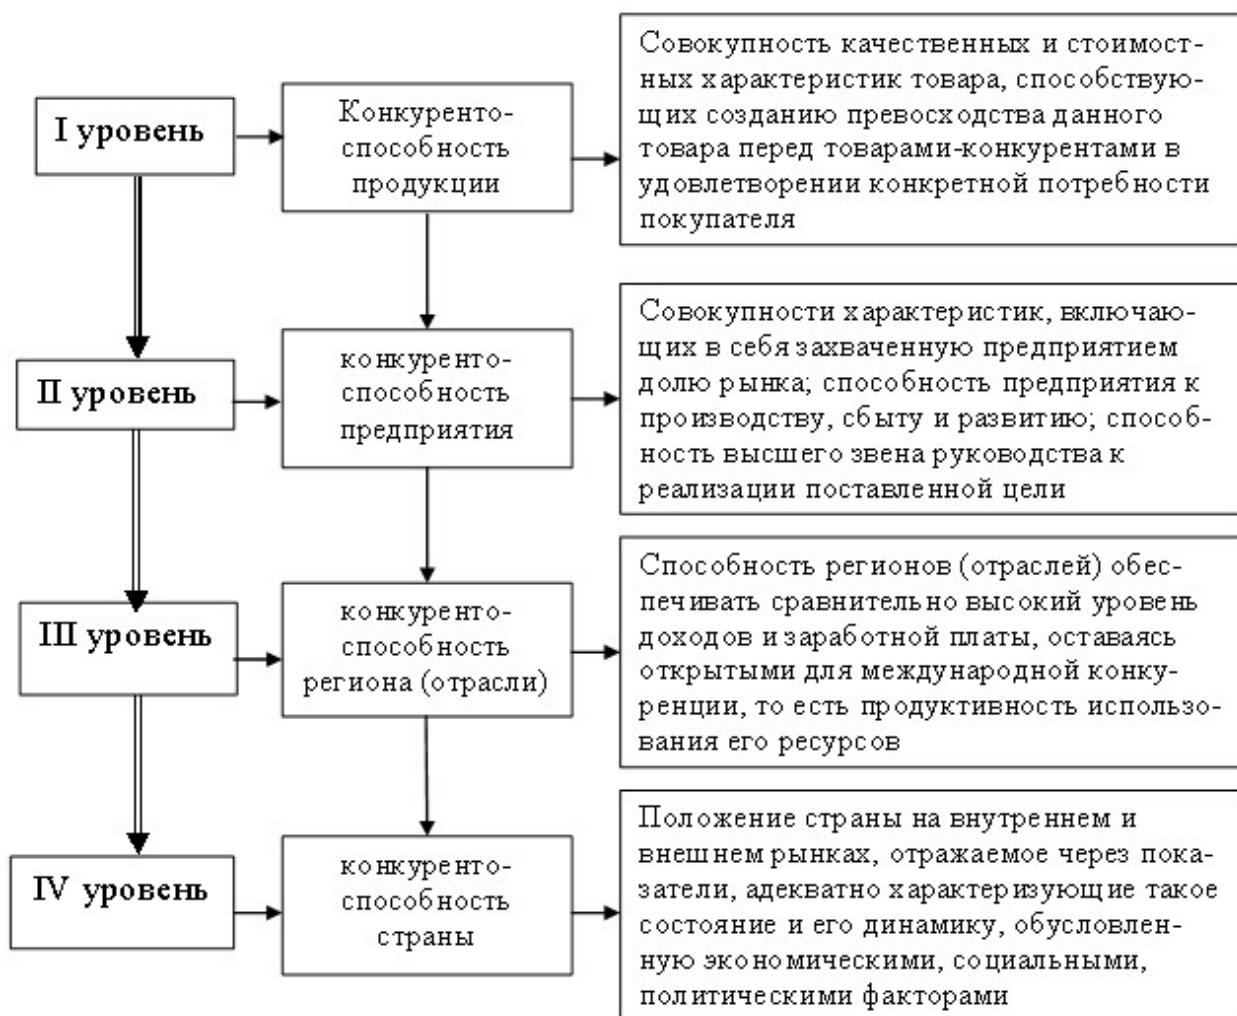 I уровень
Конкуренто-
способность
продукции
Совокупность качественных и стоимост-
ных характеристик товара, способствую-
щих созданию превосходства данного
товара перед товарами-конкурентами в
удовлетворении конкретной потребности
покупателя
II уровень
конкуренто-
способность
предприятия
Совокупности характеристик, включаю-
щих в себя захваченную предприятием
долю рынка; способность предприятия к
производству, сбыту и развитию; способ-
ность высшего звена руководства к
реализации поставленной цели
III уровень
конкуренто-
способность
региона (отрасли)
Способность регионов (отраслей) обес-
печивать сравнительно высокий уровень
доходов и заработной платы, оставаясь
открытыми для международной конку-
ренции, то есть продуктивность использо-
вания его ресурсов
IV уровень
конкуренто-
способность
страны
Положение страны на внутреннем и
внешнем рынках, отражаемое через пока-
затели, адекватно характеризующие такое
состояние и его динамику, обусловлен-
ную экономическими, социальными,
политическими факторами